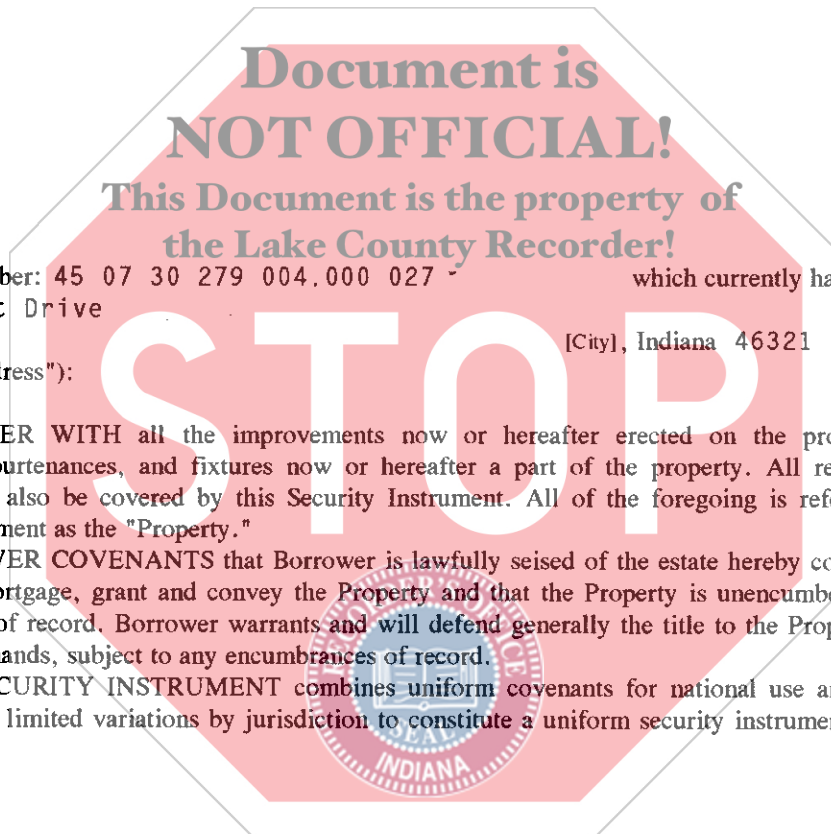 Document is
NOT OFFICIAL!
This Document is the property of
the Lake County Recorder!
ber: 45 07 30 279 004.000 027 - which currently ha
t Drive
[City], Indiana 46321
ress"):
STOP
ER WITH all the improvements now or hereafter erected on the pro
purtenances, and fixtures now or hereafter a part of the property. All re
also be covered by this Security Instrument. All of the foregoing is refe
ment as the "Property."
VER COVENANTS that Borrower is lawfully seised of the estate hereby co
ortgage, grant and convey the Property and that the Property is unencumbe
of record. Borrower warrants and will defend generally the title to the Prop
ands, subject to any encumbrances of record.
CURITY INSTRUMENT combines uniform covenants for national use a
limited variations by jurisdiction to constitute a uniform security instrumen
RECORDER'S OFFICE
SEAL
INDIANA